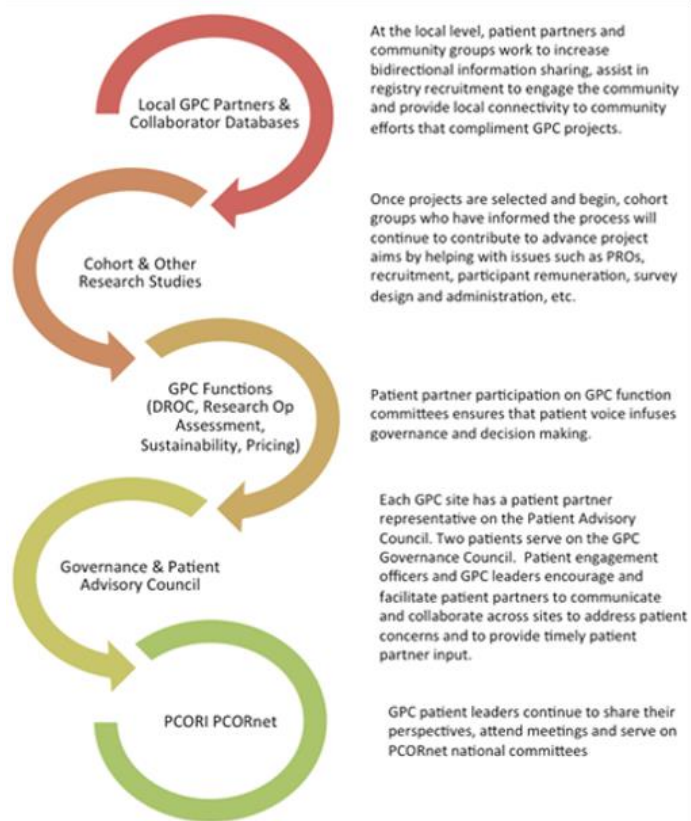 Local GPC Partners &
Collaborator Databases
At the local level, patient partners and
community groups work to increase
bidirectional information sharing, assist in
registry recruitment to engage the community
and provide local connectivity to community
efforts that compliment GPC projects.
Cohort & Other
Research Studies
Once projects are selected and begin, cohort
groups who have informed the process will
continue to contribute to advance project
aims by helping with issues such as PROs,
recruitment, participant remuneration, survey
design and administration, etc.
GPC Functions
(DROC, Research Op
Assessment,
Sustainability, Pricing)
Patient partner participation on GPC function
committees ensures that patient voice infuses
governance and decision making.
Governance & Patient
Advisory Council
Each GPC site has a patient partner
representative on the Patient Advisory
Council. Two patients serve on the GPC
Governance Council.  Patient engagement
officers and GPC leaders encourage and
facilitate patient partners to communicate
and collaborate across sites to address patient
concerns and to provide timely patient
partner input.
PCORI PCORnet
GPC patient leaders continue to share their
perspectives, attend meetings and serve on
PCORnet national committees